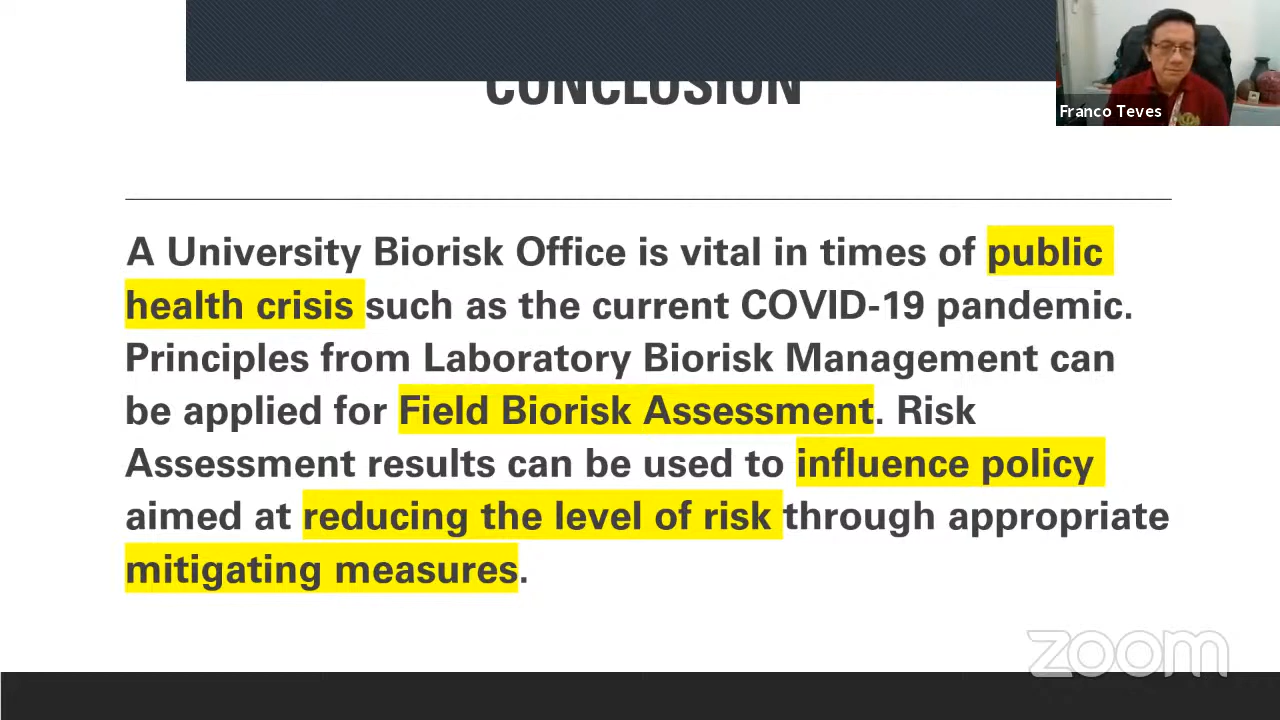 CONCLUSION
Franco Teves
A University Biorisk Office is vital in times of public
health crisis such as the current COVID-19 pandemic.
Principles from Laboratory Biorisk Management can
be applied for Field Biorisk Assessment. Risk
Assessment results can be used to influence policy
aimed at reducing the level of risk through appropriate
mitigating measures.
zoom